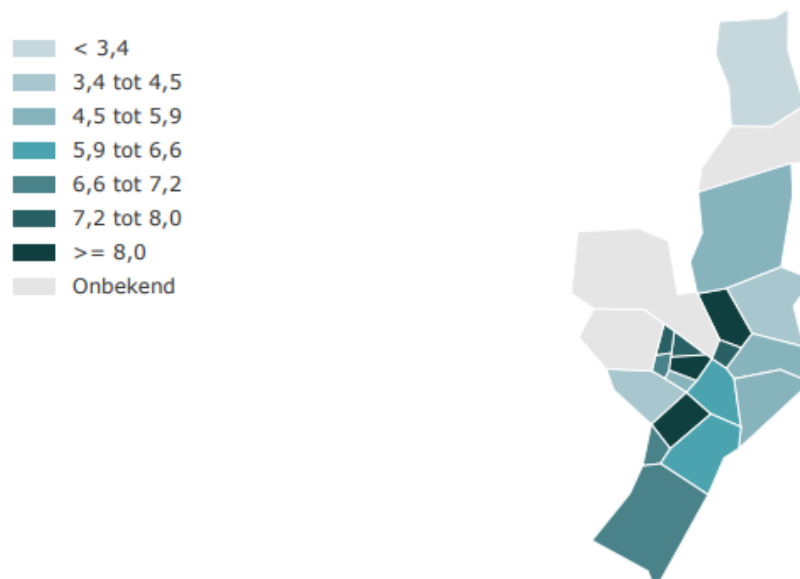 < 3,4
3,4 tot 4,5
4,5 tot 5,9
5,9 tot 6,6
6,6 tot 7,2
7,2 tot 8,0
>= 8,0
Onbekend